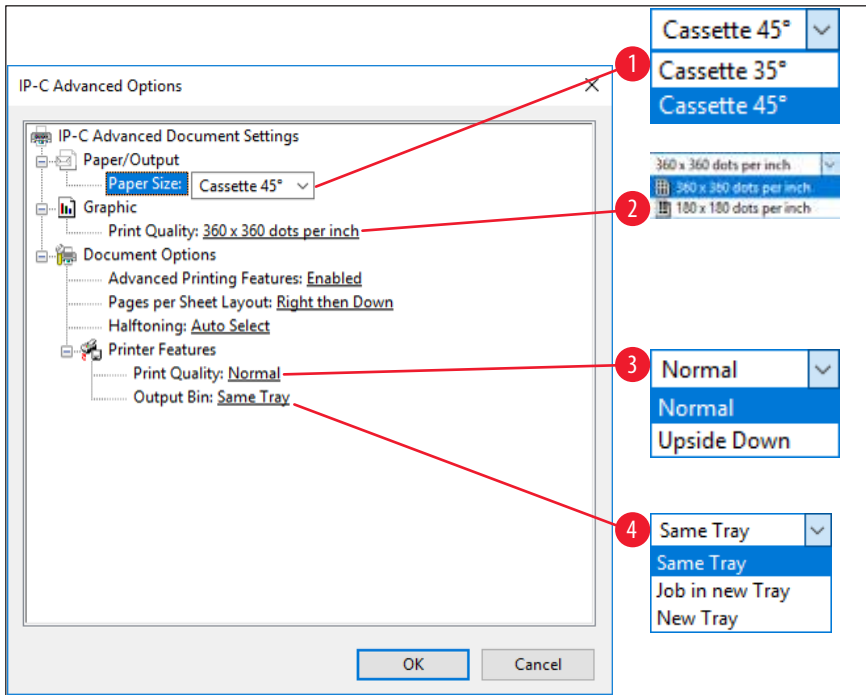 IP-C Advanced Options
IP-C Advanced Document Settings
Paper/Output
Paper Size: Cassette 45°
Graphic
Print Quality: 360 x 360 dots per inch
Document Options
Advanced Printing Features: Enabled
Pages per Sheet Layout: Right then Down
Halftoning: Auto Select
Printer Features
Print Quality: Normal
Output Bin: Same Tray
OK Cancel
1
Cassette 45°
Cassette 35°
Cassette 45°
2
360 x 360 dots per inch
360 x 360 dots per inch
180 x 180 dots per inch
3
Normal
Normal
Upside Down
4
Same Tray
Same Tray
Job in new Tray
New Tray